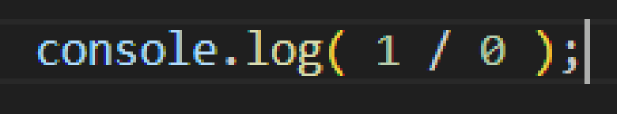 console.log( 1 / 0 );